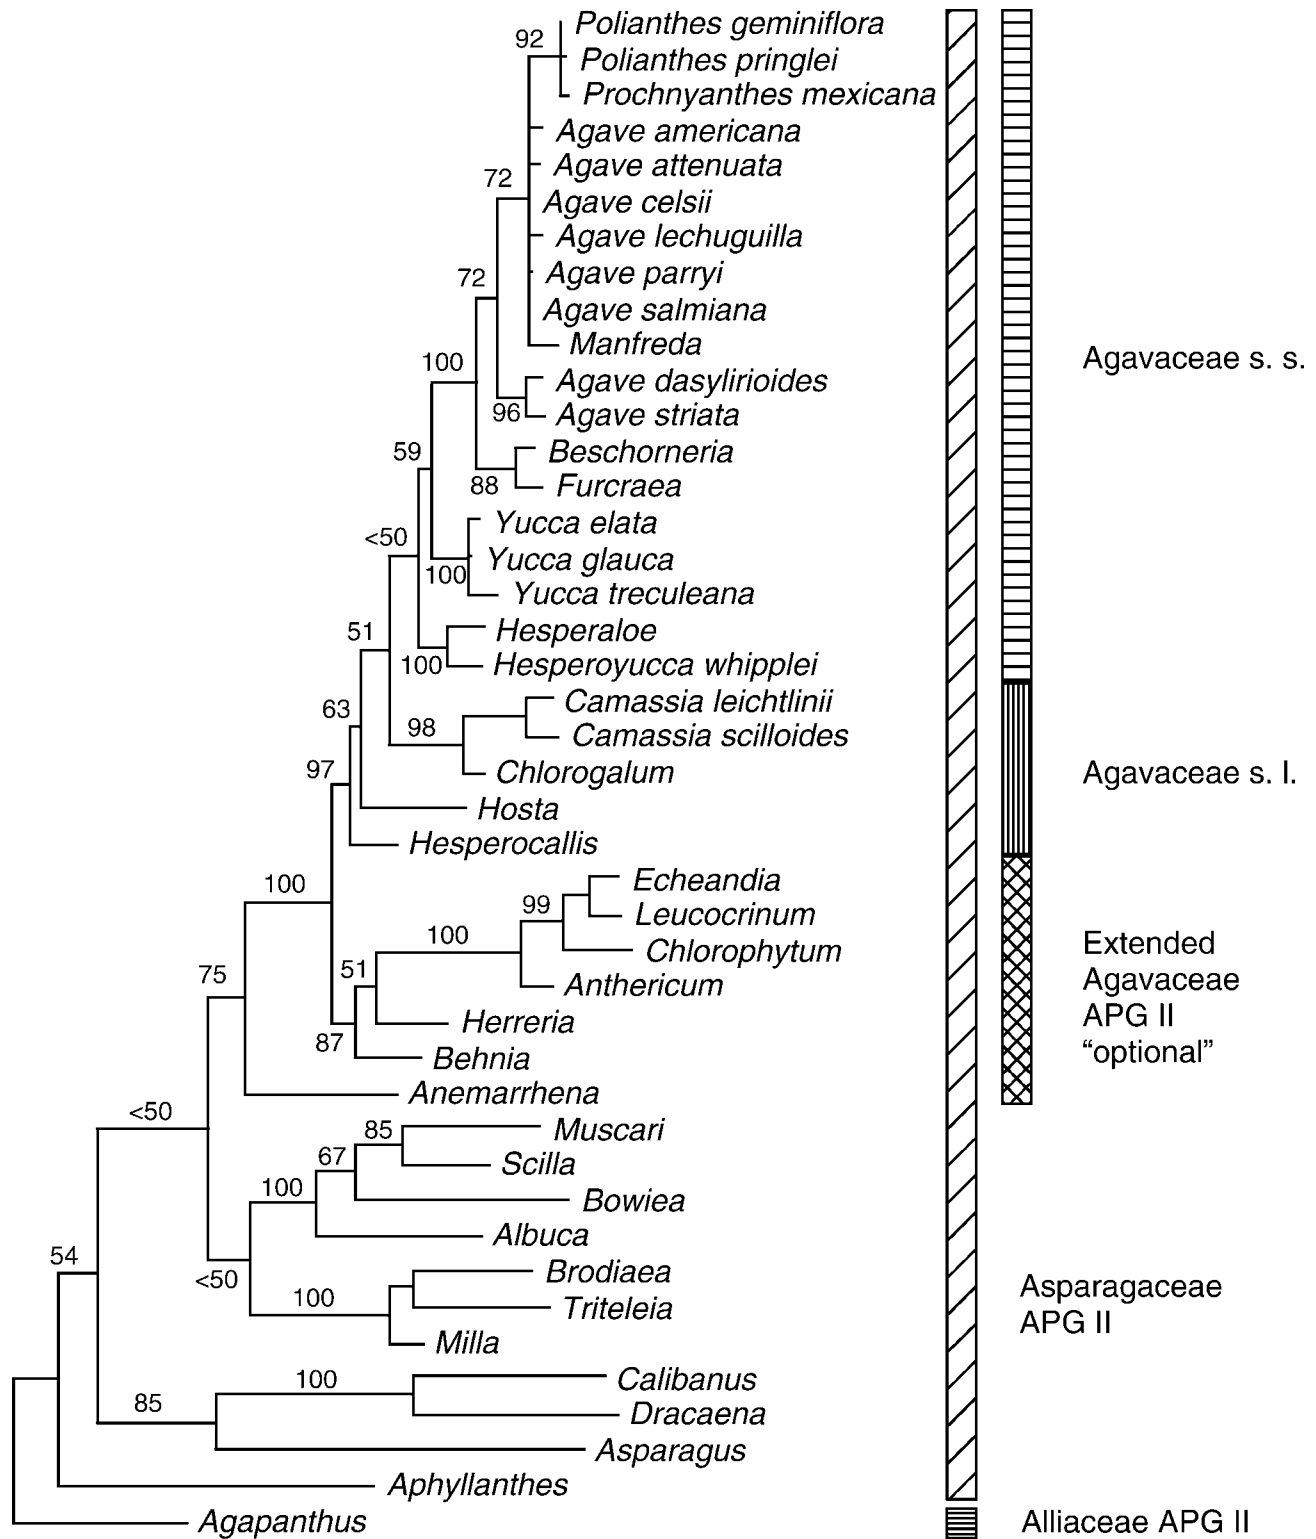 Polianthes geminiflora
92
Polianthes pringlei
Prochnyanthes mexicana
Agave americana
Agave attenuata
72
Agave celsii
Agave lechuguilla
72
Agave parryi
Agave salmiana
Manfreda
Agavaceae s. s.
100
Agave dasylirioides
96
Agave striata
59
Beschorneria
88
Furcraea
Yucca elata
<50
Yucca glauca
100
Yucca treculeana
51
Hesperaloe
100
Hesperoyucca whipplei
63
Camassia leichtlinii
98
Camassia scilloides
97
Chlorogalum
Agavaceae s. l.
Hosta
Hesperocallis
100
Echeandia
99
Leucocrinum
100
Chlorophytum
Extended
Agavaceae
APG II
“optional”
75
51
Anthericum
Herreria
87
Behnia
Anemarrhena
<50
85
Muscari
67
Scilla
100
Bowiea
Albuca
54
<50
Brodiaea
100
Triteleia
Asparagaceae
APG II
Milla
100
Calibanus
85
Dracaena
Asparagus
Aphyllanthes
Agapanthus
Alliaceae APG II